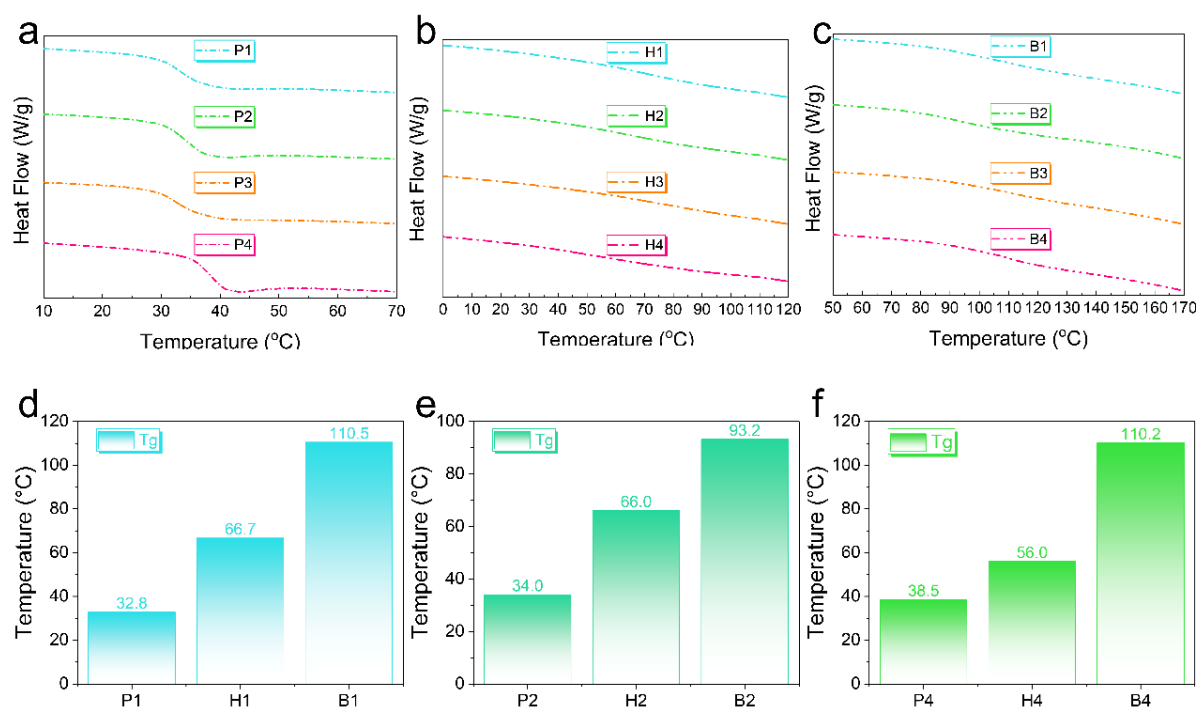 a
P1
P2
P3
P4
Heat Flow (W/g)
10 20 30 40 50 60 70
Temperature (°C)
b
H1
H2
H3
H4
Heat Flow (W/g)
0 10 20 30 40 50 60 70 80 90 100 110 120
Temperature (°C)
c
B1
B2
B3
B4
Heat Flow (W/g)
50 60 70 80 90 100 110 120 130 140 150 160 170
Temperature (°C)
d
Tg
120
100
80
60
40
20
0
Temperature (°C)
32.8
66.7
110.5
P1 H1 B1
e
Tg
100
80
60
40
20
0
Temperature (°C)
34.0
66.0
93.2
P2 H2 B2
f
Tg
120
100
80
60
40
20
0
Temperature (°C)
38.5
56.0
110.2
P4 H4 B4